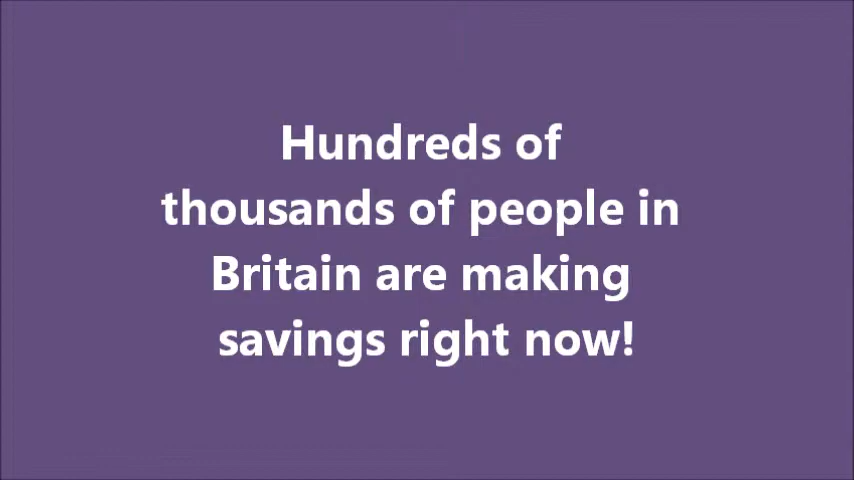 Hundreds of
thousands of people in
Britain are making
savings right now!